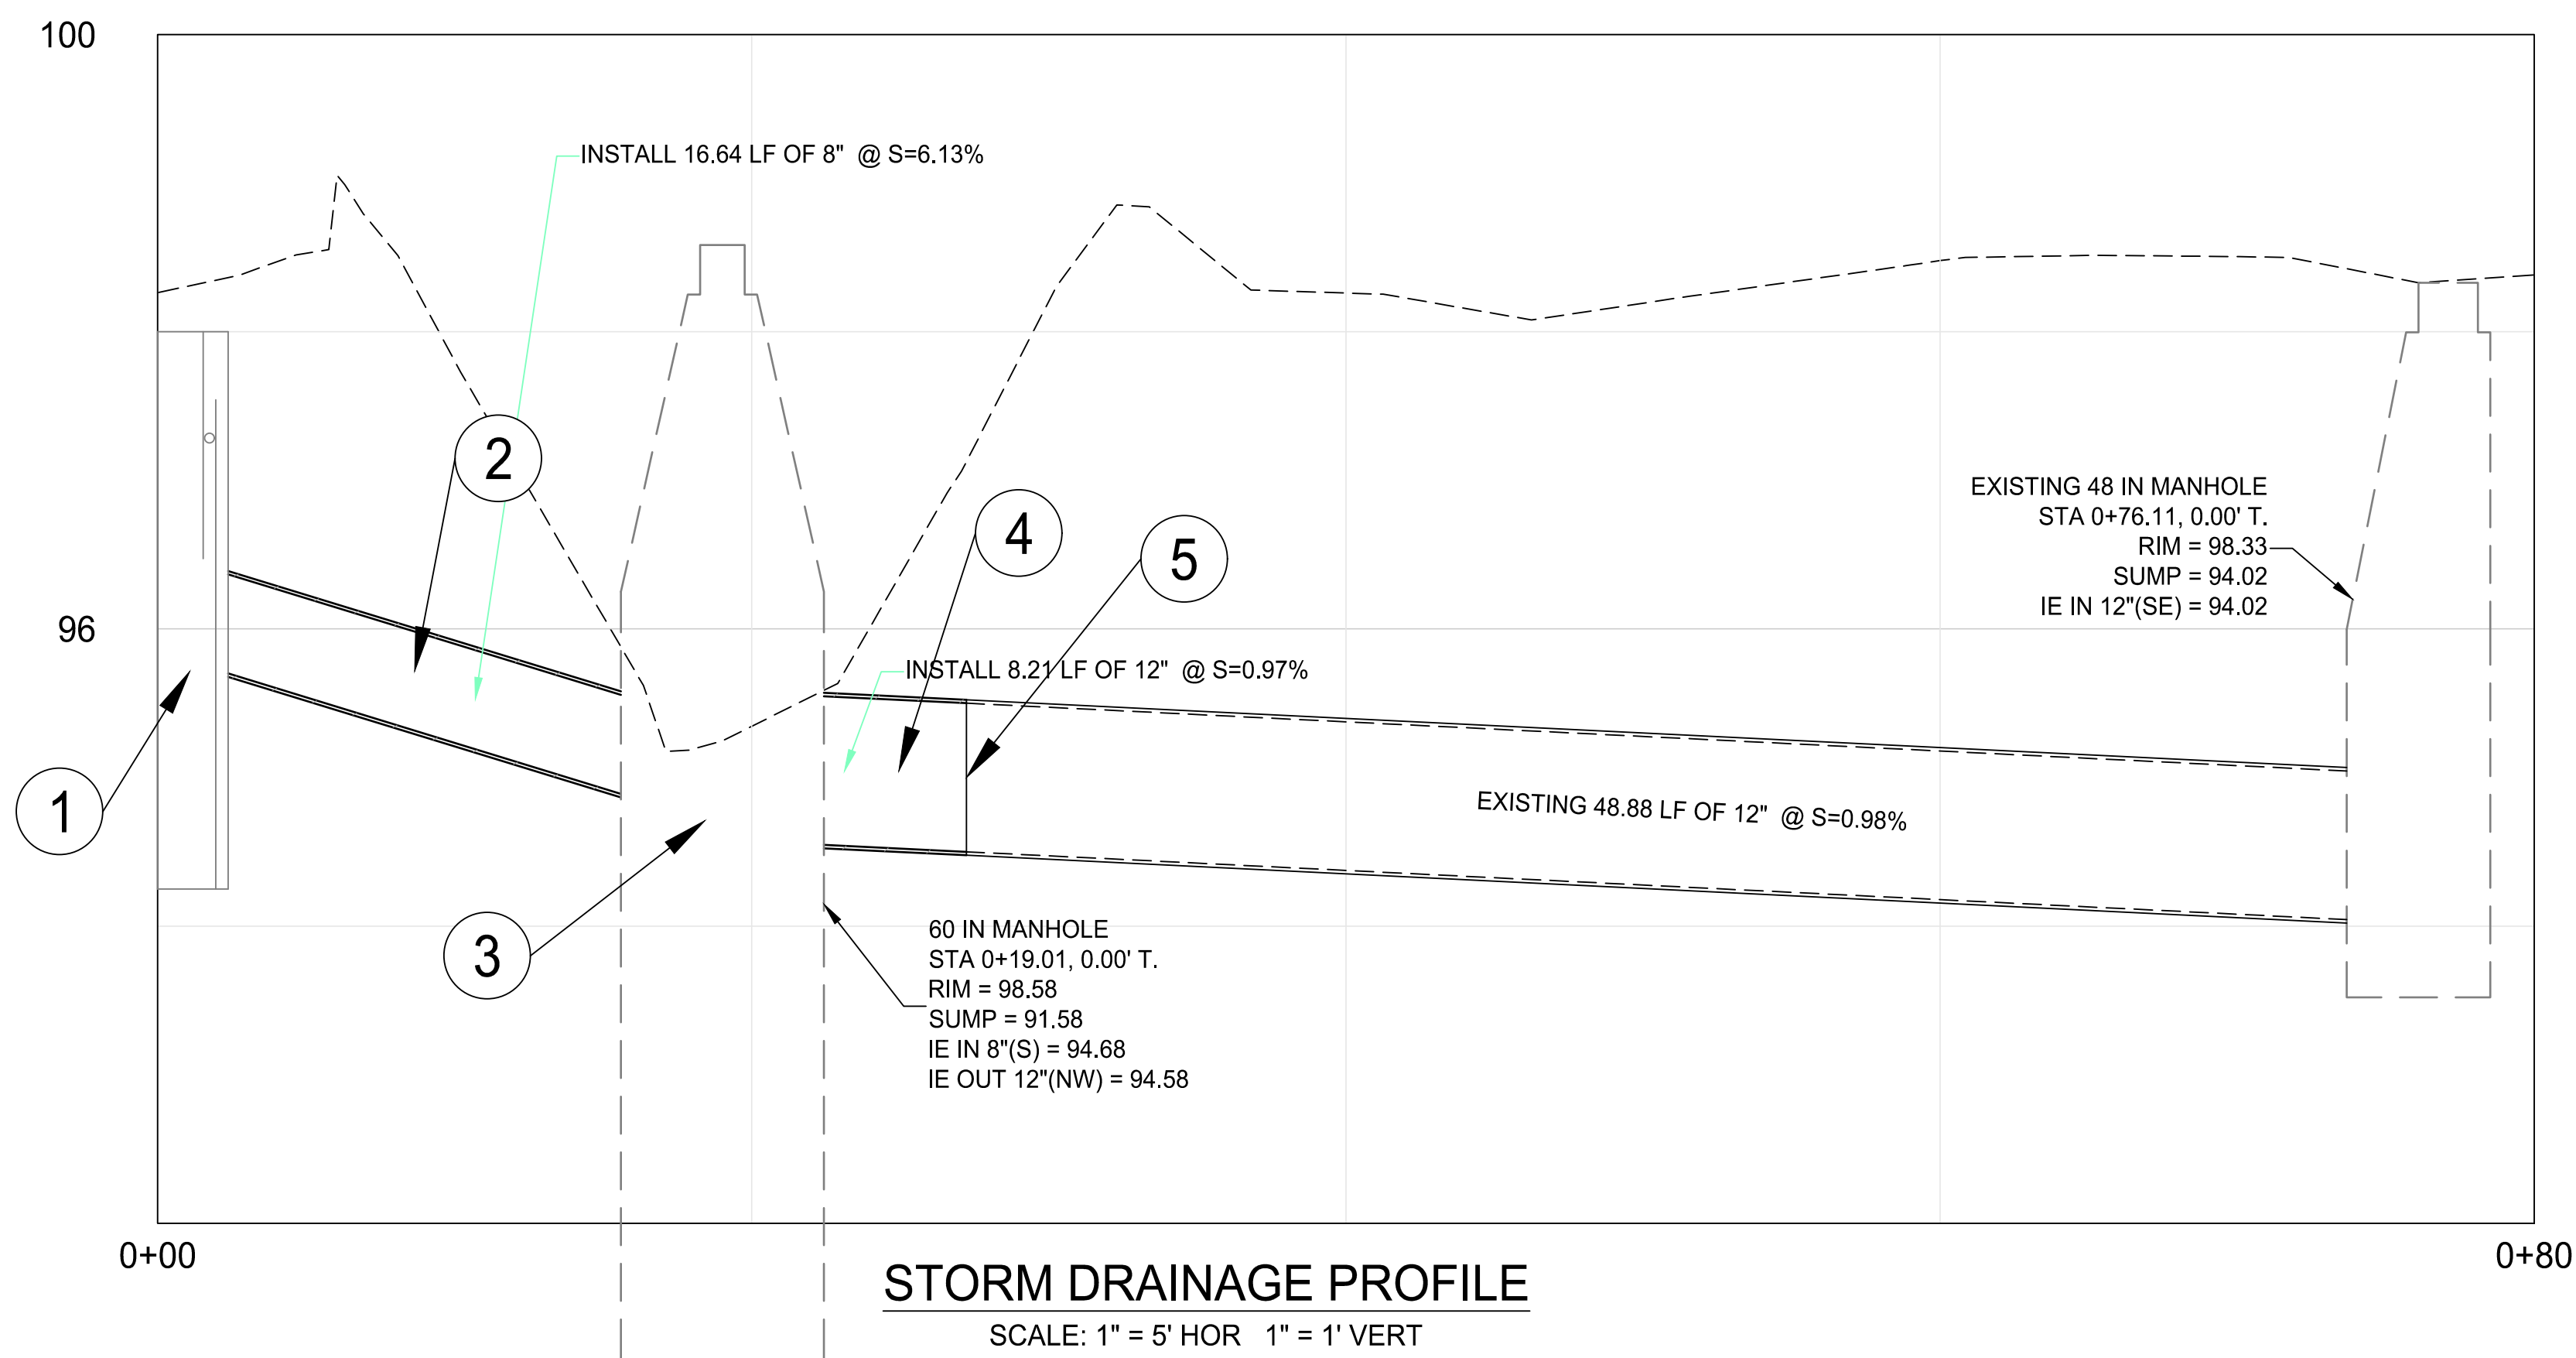 100
INSTALL 16.64 LF OF 8" @ S=6.13%
2
4
5
EXISTING 48 IN MANHOLE
STA 0+76.11, 0.00' T.
RIM = 98.33
SUMP = 94.02
IE IN 12"(SE) = 94.02
96
INSTALL 8.21 LF OF 12" @ S=0.97%
1
EXISTING 48.88 LF OF 12" @ S=0.98%
3
60 IN MANHOLE
STA 0+19.01, 0.00' T.
RIM = 98.58
SUMP = 91.58
IE IN 8"(S) = 94.68
IE OUT 12"(NW) = 94.58
0+00
0+80
STORM DRAINAGE PROFILE
SCALE: 1" = 5' HOR 1" = 1' VERT